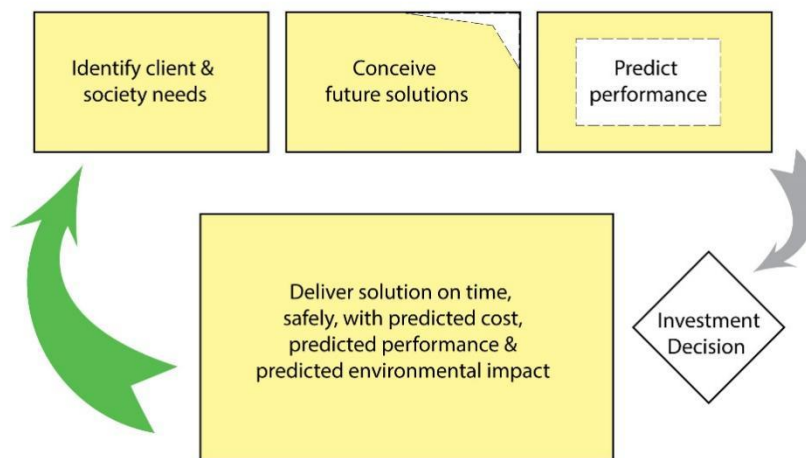 Identify client &
society needs
Conceive
future solutions
Predict
performance
Deliver solution on time,
safely, with predicted cost,
predicted performance &
predicted environmental impact
Investment
Decision